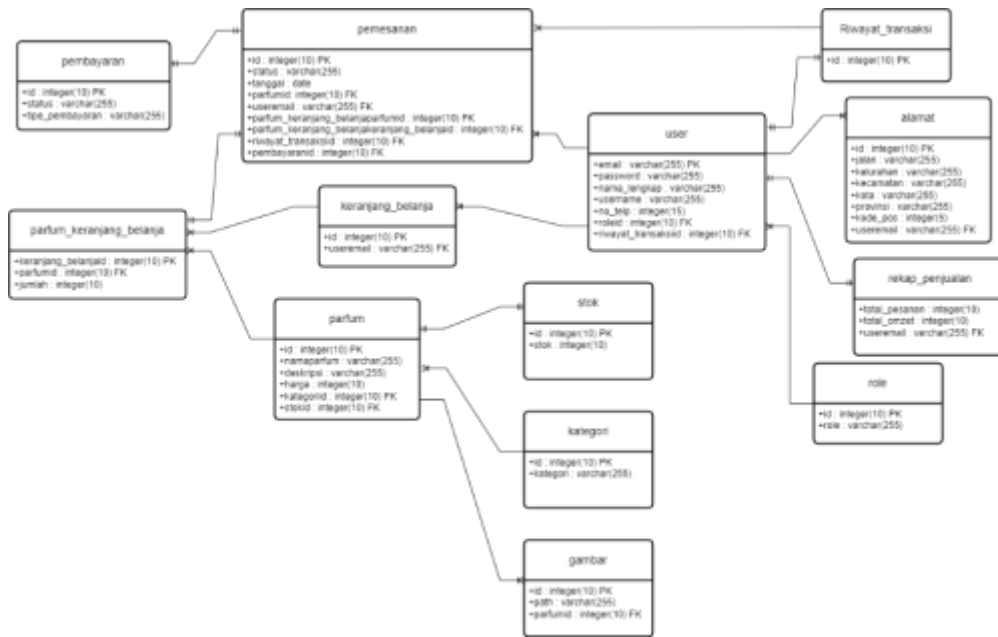 pembayaran
+id : integer(10) PK
+status : varchar(255)
+tipe_pembayaran : varchar(255)
pemesanan
+id : integer(10) PK
+status : varchar(255)
+tanggal : date
+parfumid: integer(10) FK
+useremail : varchar(255) FK
+parfum_keranjang_belanjaparfumid : integer(10) FK
+parfum_keranjang_belanjakeranjang_belanjaid : integer(10) FK
+riwayat_transaksiid : integer(10) FK
+pembayaranid : integer(10) FK
Riwayat_transaksi
+id : integer(10) PK
user
+email : varchar(255) PK
+password : varchar(255)
+nama_lengkap : varchar(255)
+username : varchar(255)
+no_telp : integer(15)
+roleid : integer(10) FK
+riwayat_transaksiid : integer(10) FK
alamat
+id : integer(10) PK
+jalan : varchar(255)
+kelurahan : varchar(255)
+kecamatan : varchar(255)
+kota : varchar(255)
+provinsi : varchar(255)
+kode_pos : integer(5)
+useremail : varchar(255) FK
parfum_keranjang_belanja
+keranjang_belanjaid : integer(10) PK
+parfumid : integer(10) FK
+jumlah : integer(10)
keranjang_belanja
+id : integer(10) PK
+useremail : varchar(255) FK
rekap_penjualan
+total_pesanan : integer(10)
+total_omzet : integer(10)
+useremail : varchar(255) FK
parfum
+id : integer(10) PK
+namaparfum : varchar(255)
+deskripsi : varchar(255)
+harga : integer(10)
+kategoriid : integer(10) FK
+stokid : integer(10) FK
stok
+id : integer(10) PK
+stok : integer(10)
role
+id : integer(10) PK
+role : varchar(255)
kategori
+id : integer(10) PK
+kategori : varchar(255)
gambar
+id : integer(10) PK
+path : varchar(255)
+parfumid : integer(10) FK